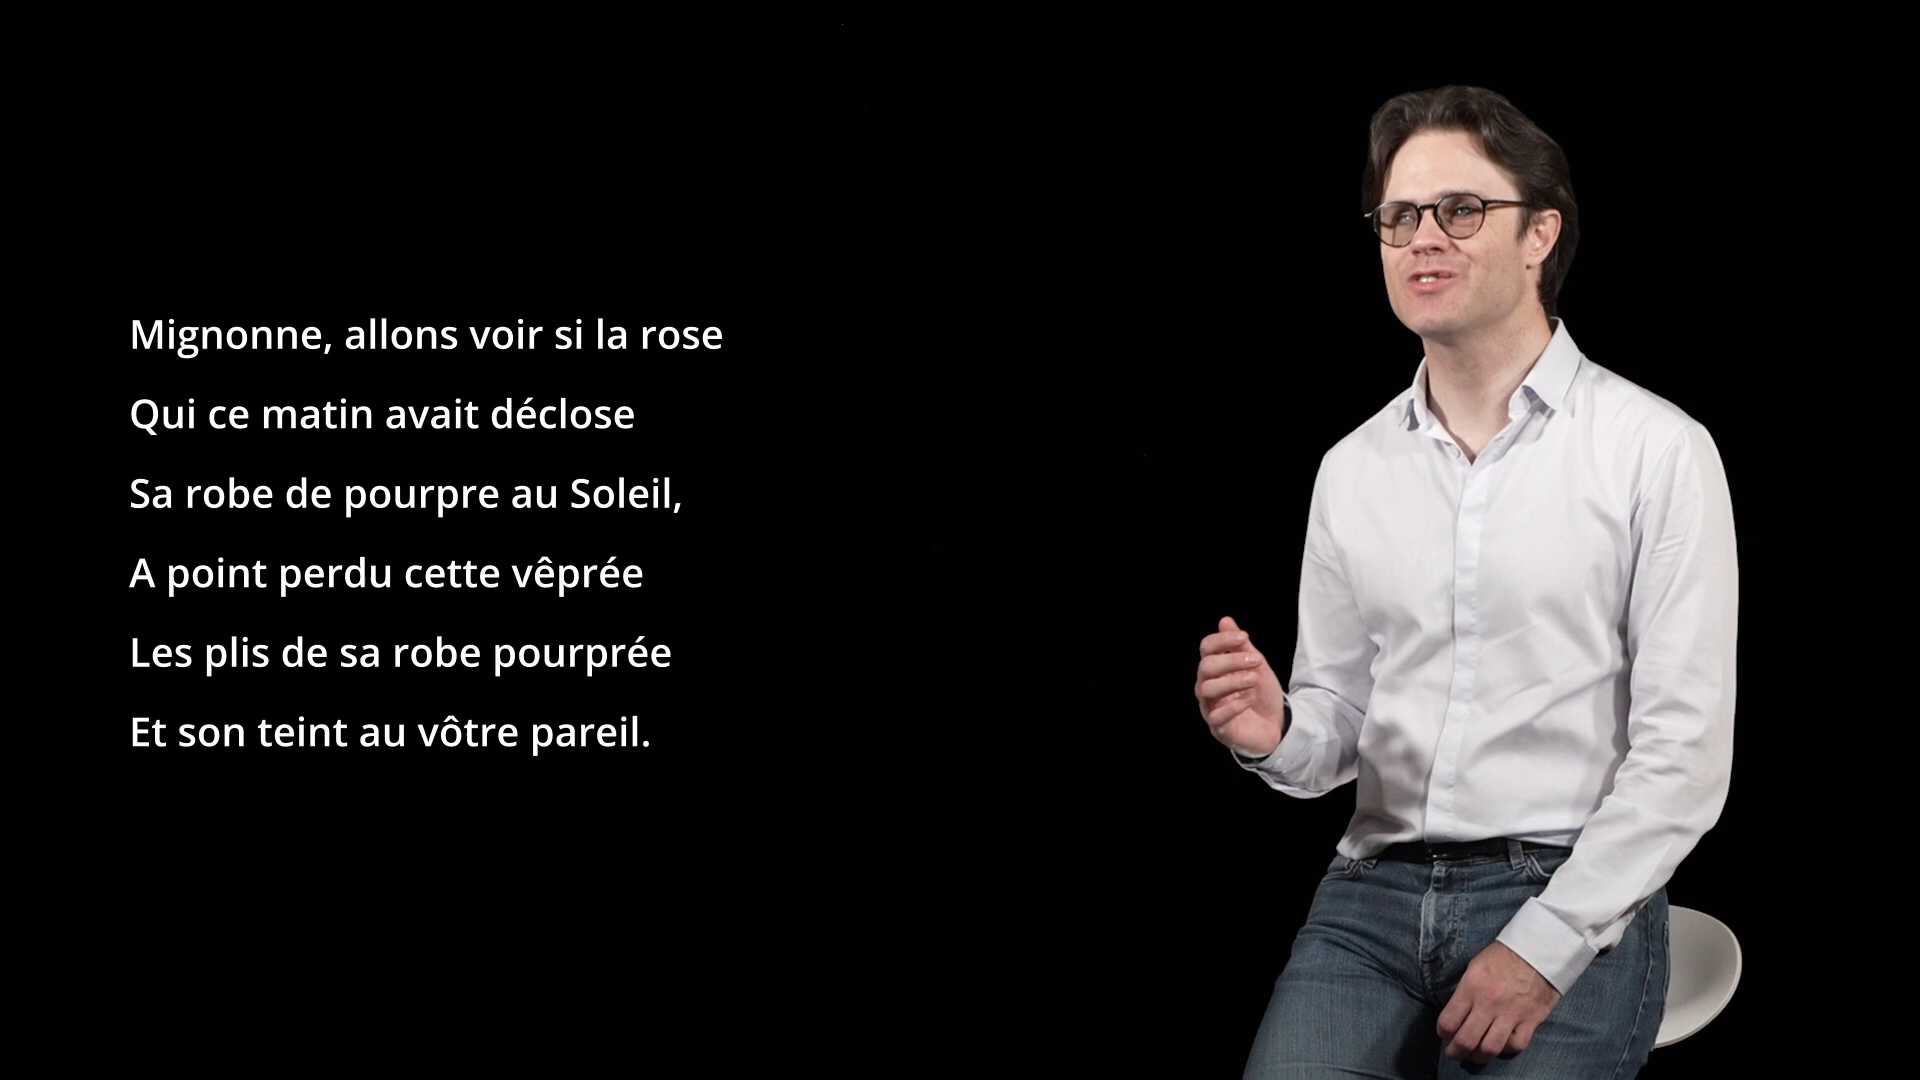 Mignonne, allons voir si la rose
Qui ce matin avait déclose
Sa robe de pourpre au Soleil,
A point perdu cette vêprée
Les plis de sa robe pourprée
Et son teint au vôtre pareil.